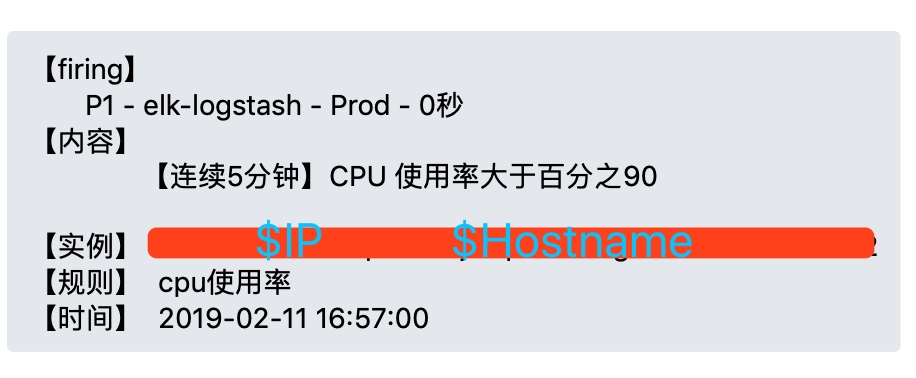 【firing】
P1 - elk-logstash - Prod - 0秒
【内容】
【连续5分钟】CPU 使用率大于百分之90
【实例】 $IP $Hostname
【规则】 cpu使用率
【时间】 2019-02-11 16:57:00